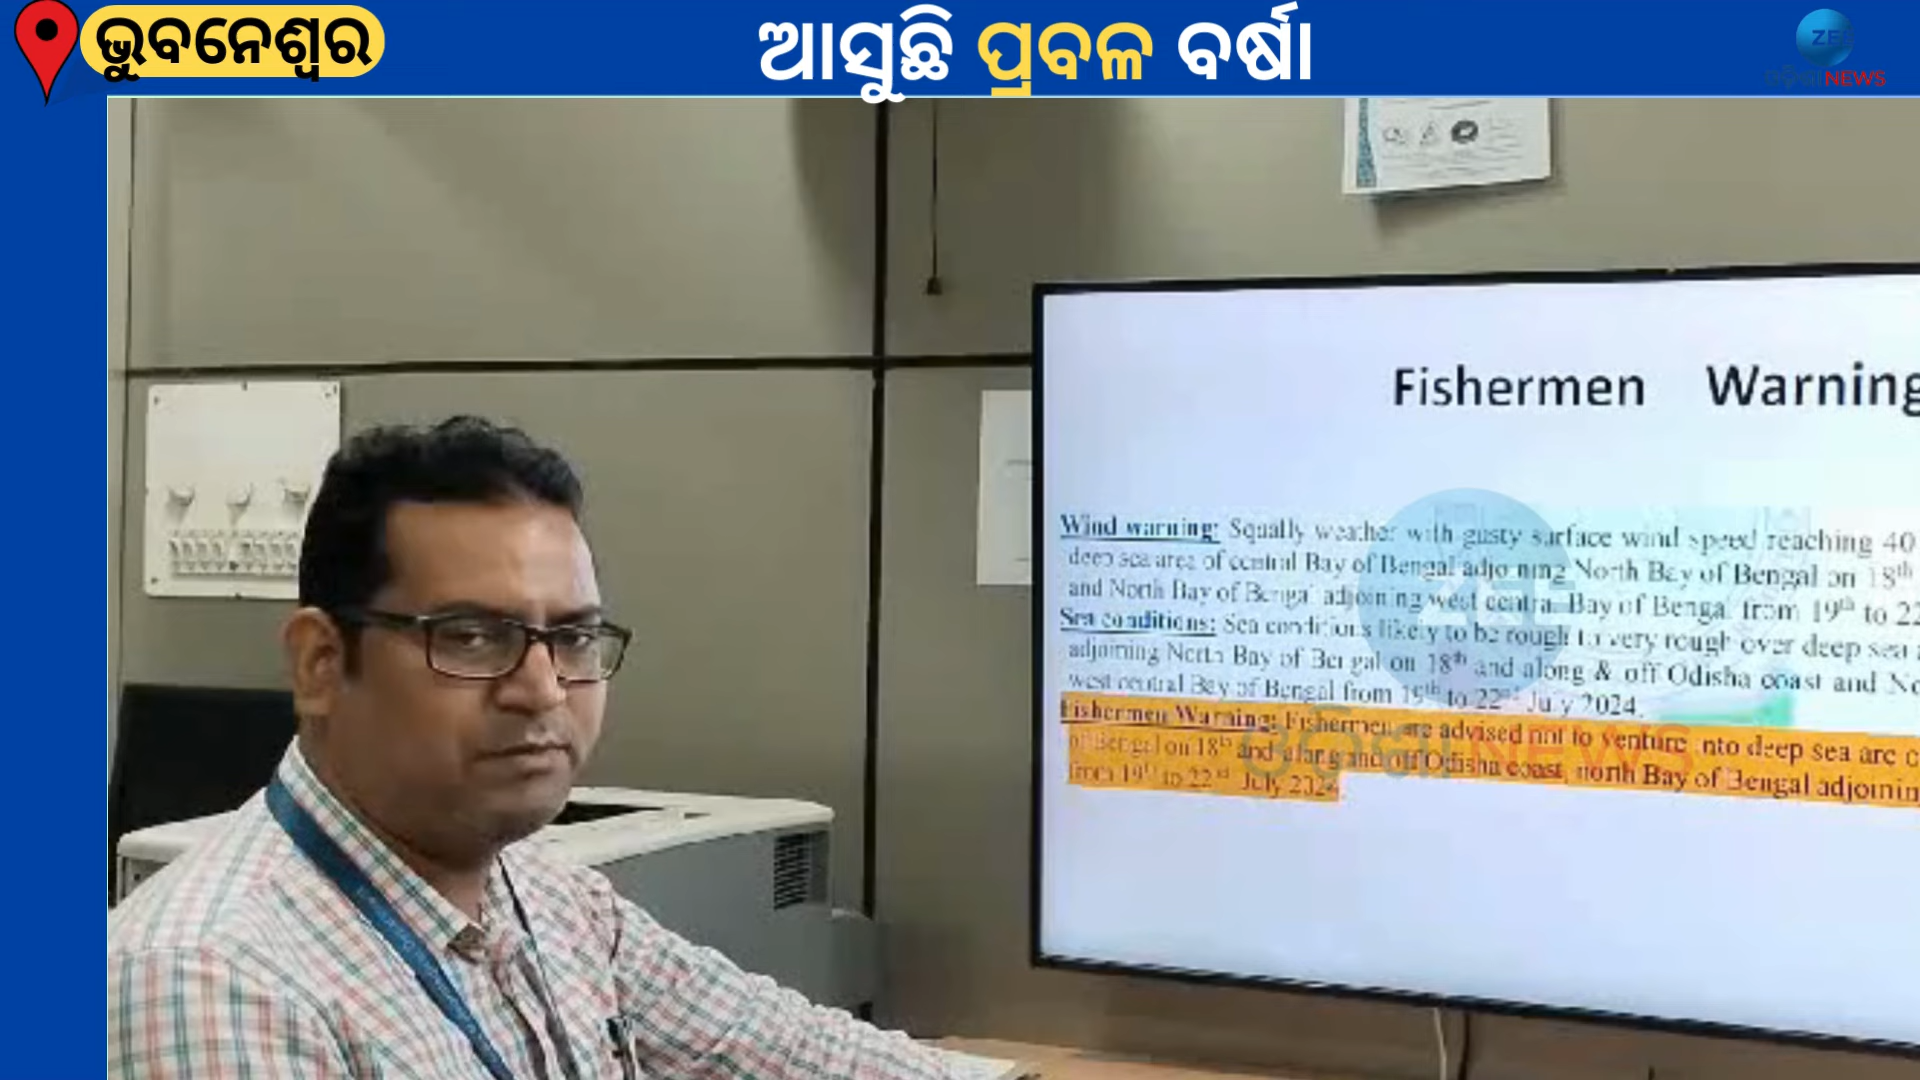 ଭୁବନେଶ୍ୱର
ଆସୁଛି ପ୍ରବଳ ବର୍ଷା
ZEE
NEWS
Fishermen Warning
Wind warning: Squally weather with gusty surface wind speed reaching 40
deep sea area of central Bay of Bengal adjoining North Bay of Bengal on 18th
and North Bay of Bengal adjoining west central Bay of Bengal from 19th to 22
Sea conditions: Sea conditions likely to be rough to very rough over deep sea
adjoining North Bay of Bengal on 18th and along & off Odisha coast and No
west central Bay of Bengal from 19th to 22nd July 2024.
Fishermen Warning: Fishermen are advised not to venture into deep sea are c
of Bengal on 18th and along and off Odisha coast, north Bay of Bengal adjoining
from 19th to 22nd July 2024
ZEE
ଓଡ଼ିଶା NEWS